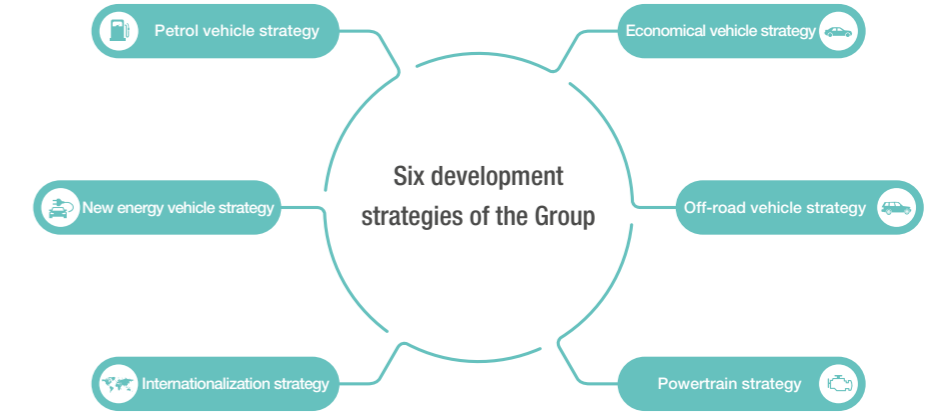 Petrol vehicle strategy
Economical vehicle strategy
Six development
strategies of the Group
New energy vehicle strategy
Off-road vehicle strategy
Internationalization strategy
Powertrain strategy